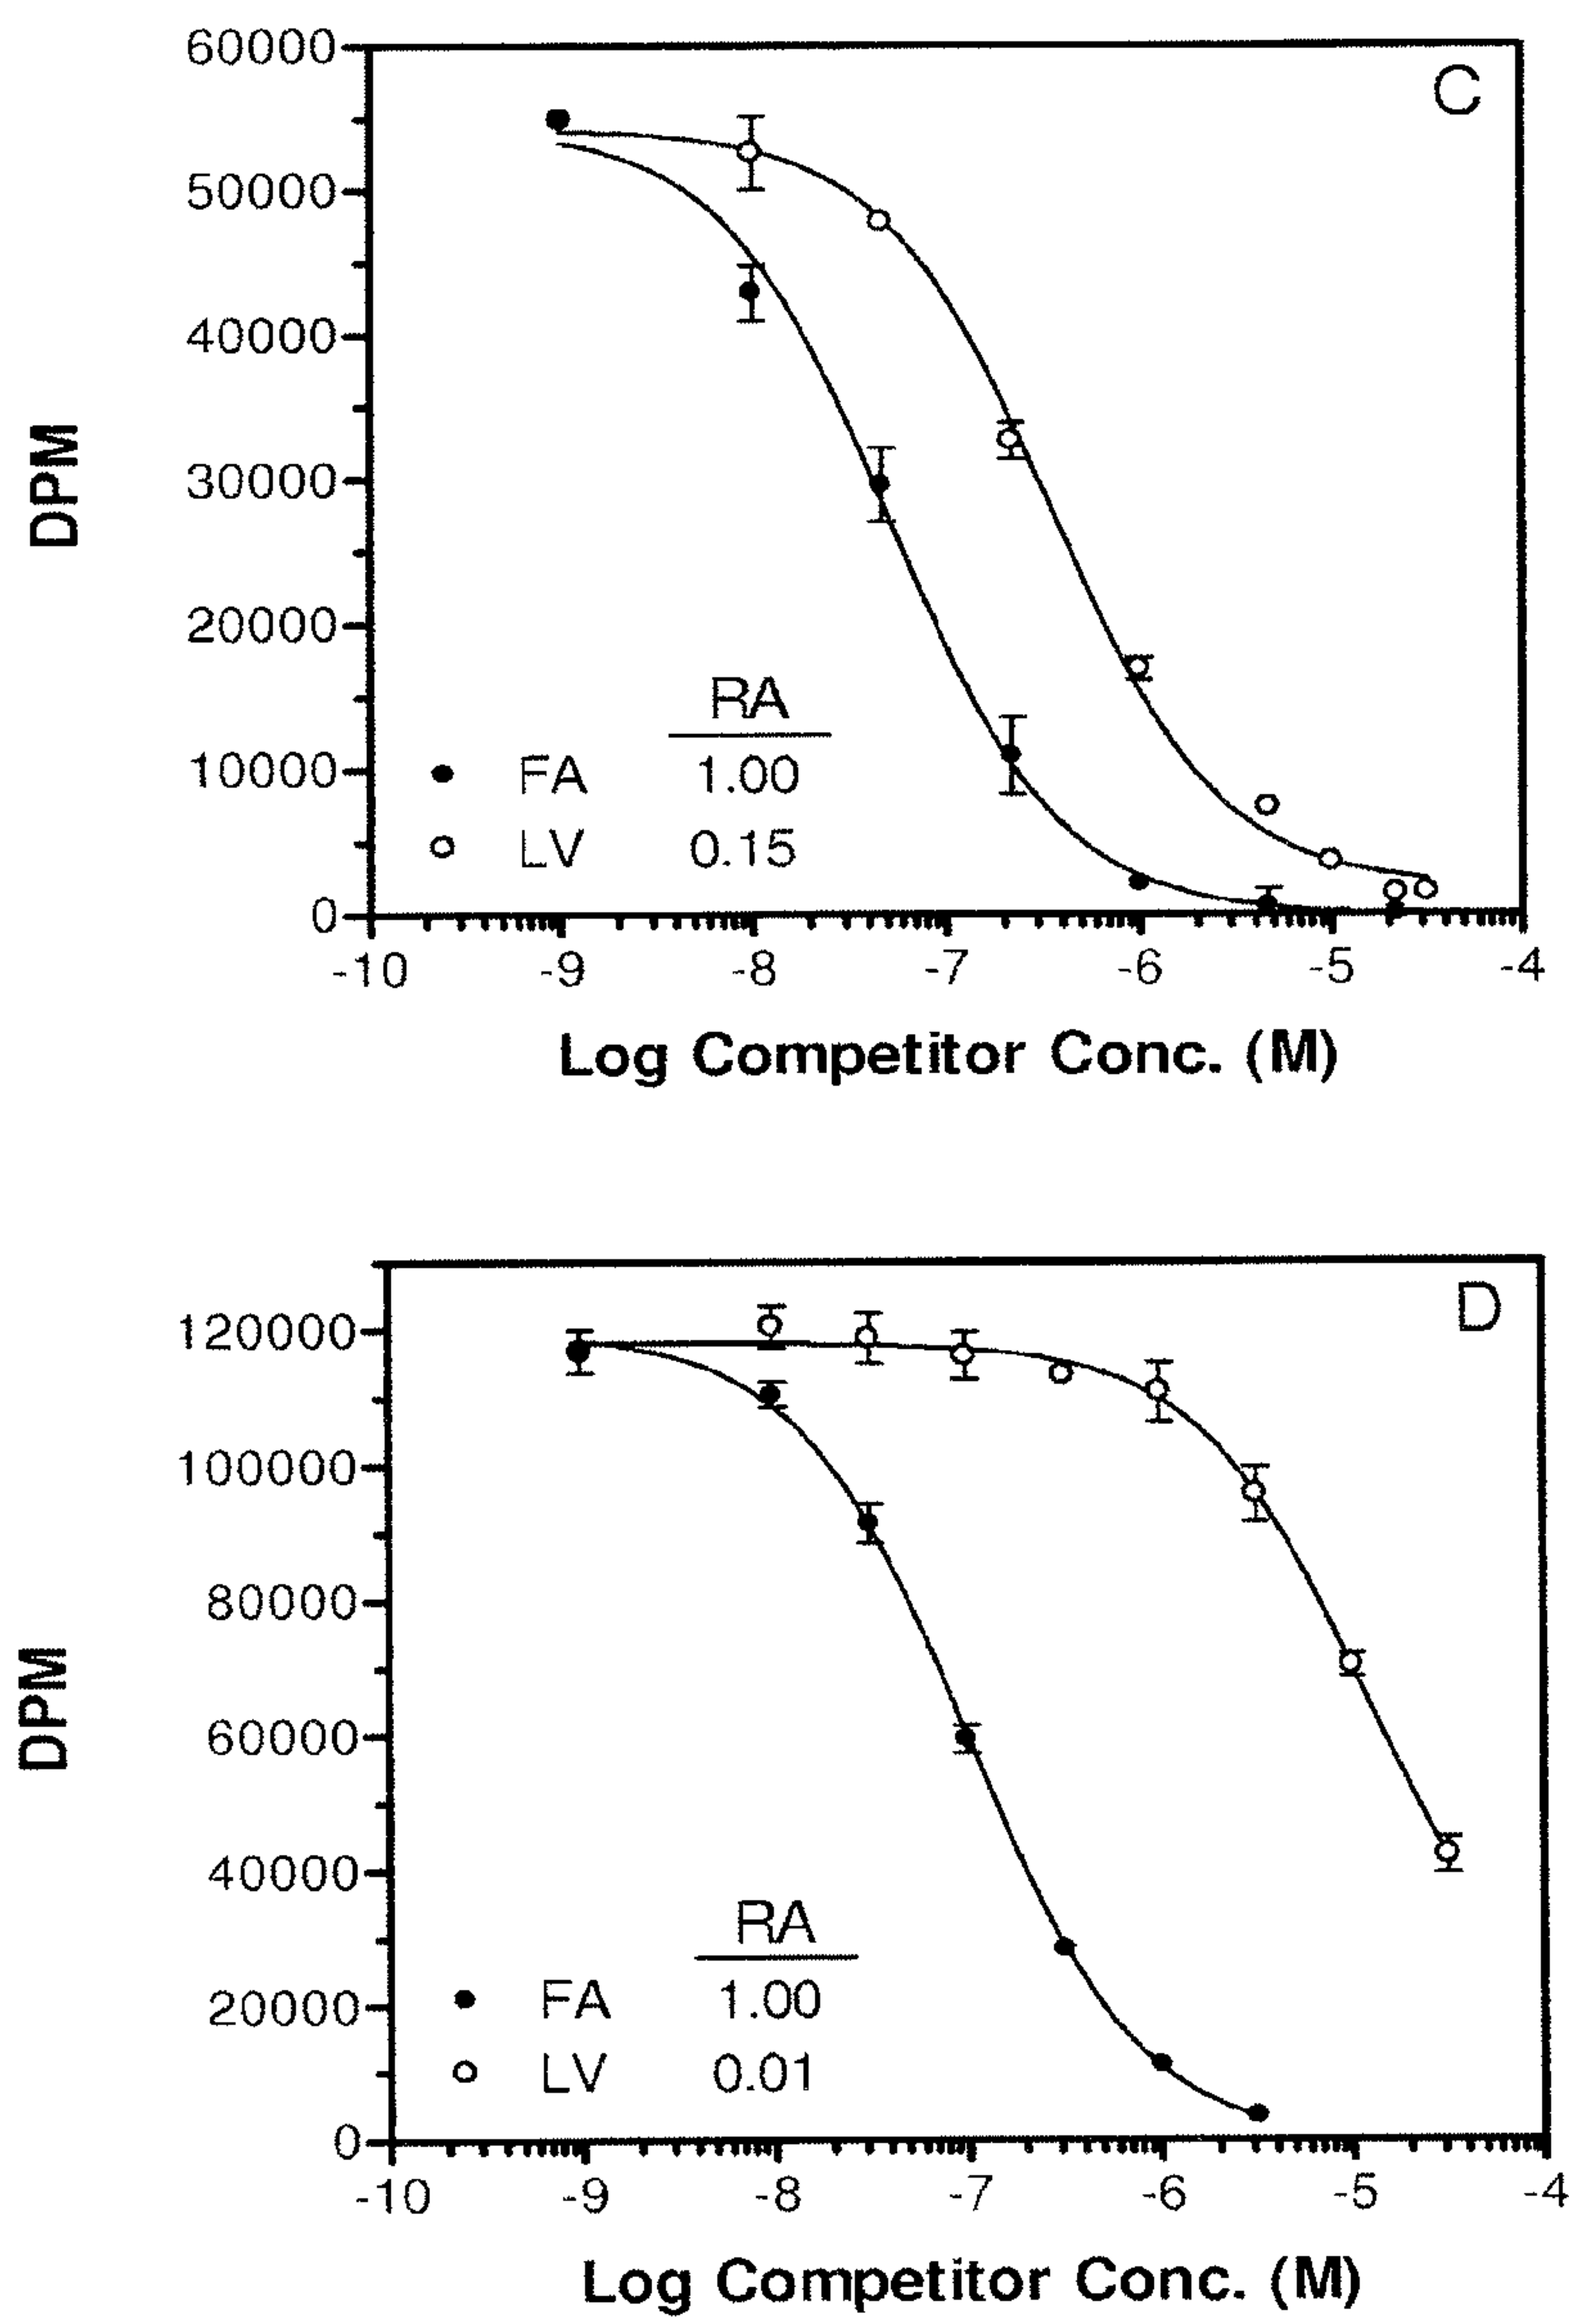 60000
C
50000
40000
30000
20000
10000
0
DPM
RA
FA 1.00
LV 0.15
-10 -9 -8 -7 -6 -5 -4
Log Competitor Conc. (M)
D
120000
100000
80000
60000
40000
20000
0
DPM
RA
FA 1.00
LV 0.01
-10 -9 -8 -7 -6 -5 -4
Log Competitor Conc. (M)